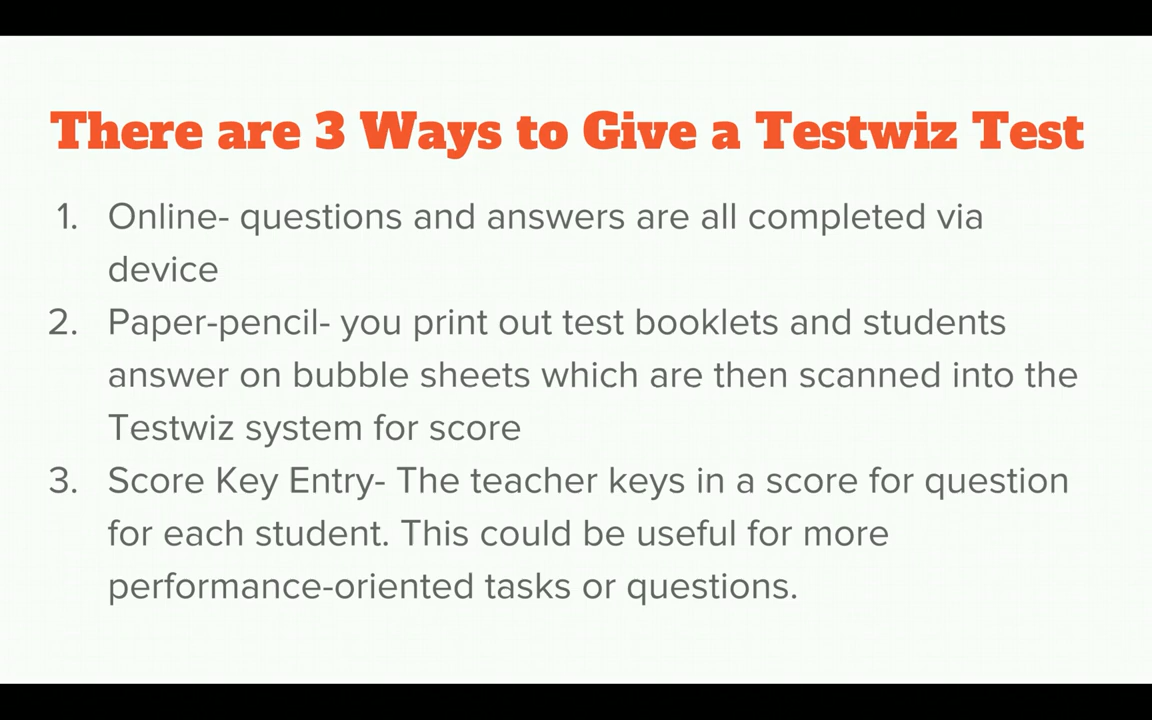 There are 3 Ways to Give a Testwiz Test
1. Online- questions and answers are all completed via
device
2. Paper-pencil- you print out test booklets and students
answer on bubble sheets which are then scanned into the
Testwiz system for score
3. Score Key Entry- The teacher keys in a score for question
for each student. This could be useful for more
performance-oriented tasks or questions.